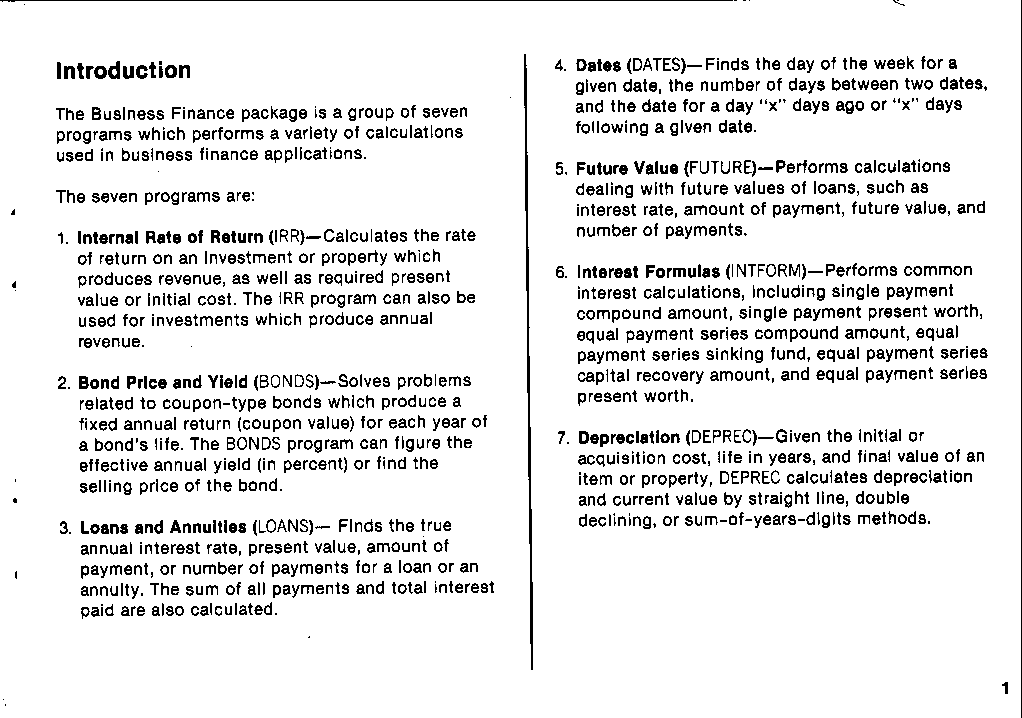 Introduction
The Business Finance package is a group of seven
programs which performs a variety of calculations
used in business finance applications.
The seven programs are:
1. Internal Rate of Return (IRR)—Calculates the rate
of return on an investment or property which
produces revenue, as well as required present
value or initial cost. The IRR program can also be
used for investments which produce annual
revenue.
2. Bond Price and Yield (BONDS)—Solves problems
related to coupon-type bonds which produce a
fixed annual return (coupon value) for each year of
a bond's life. The BONDS program can figure the
effective annual yield (in percent) or find the
selling price of the bond.
3. Loans and Annuities (LOANS)— Finds the true
annual interest rate, present value, amount of
payment, or number of payments for a loan or an
annuity. The sum of all payments and total interest
paid are also calculated.
4. Dates (DATES)—Finds the day of the week for a
given date, the number of days between two dates,
and the date for a day "x" days ago or "x" days
following a given date.
5. Future Value (FUTURE)—Performs calculations
dealing with future values of loans, such as
interest rate, amount of payment, future value, and
number of payments.
6. Interest Formulas (INTFORM)—Performs common
interest calculations, including single payment
compound amount, single payment present worth,
equal payment series compound amount, equal
payment series sinking fund, equal payment series
capital recovery amount, and equal payment series
present worth.
7. Depreciation (DEPREC)—Given the initial or
acquisition cost, life in years, and final value of an
item or property, DEPREC calculates depreciation
and current value by straight line, double
declining, or sum-of-years-digits methods.
1